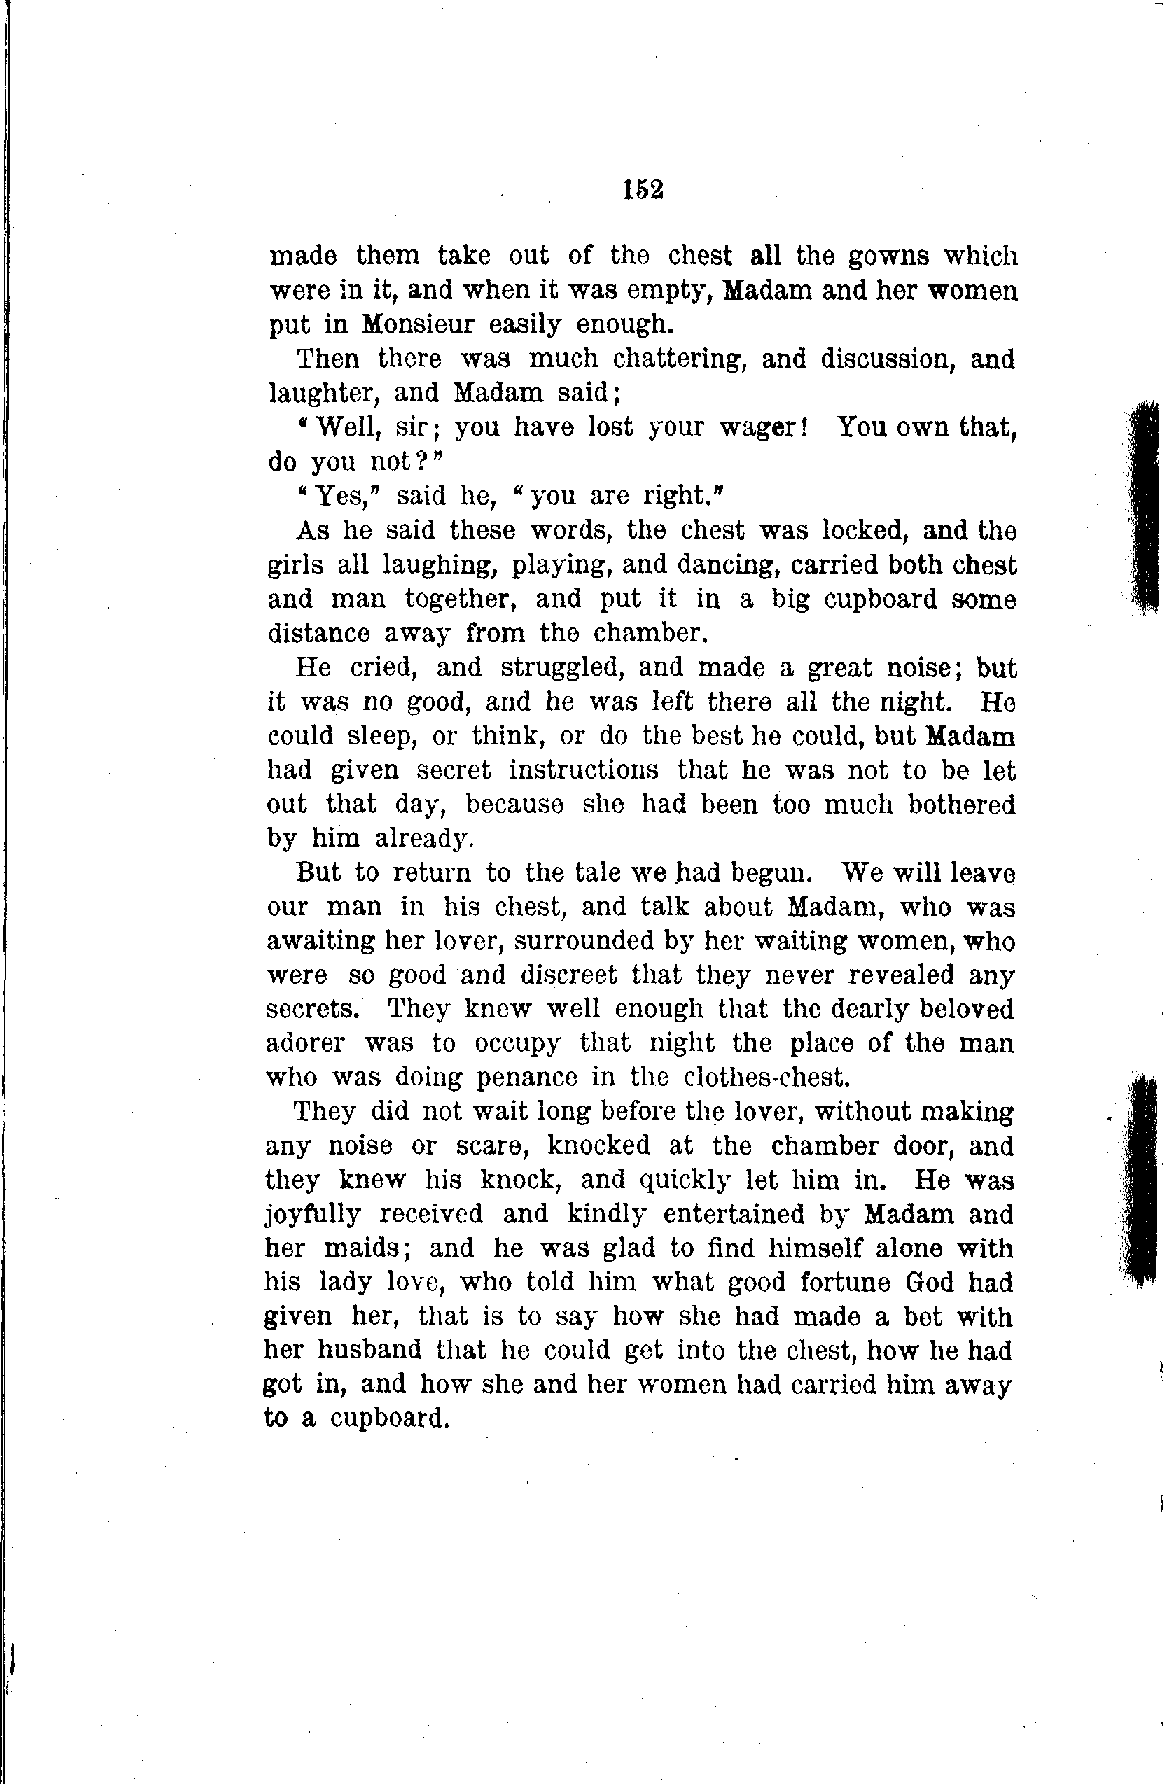 152
made them take out of the chest all the gowns which
were in it, and when it was empty, Madam and her women
put in Monsieur easily enough.
Then there was much chattering, and discussion, and
laughter, and Madam said;
“Well, sir; you have lost your wager! You own that,
do you not?”
“Yes,” said he, “you are right.”
As he said these words, the chest was locked, and the
girls all laughing, playing, and dancing, carried both chest
and man together, and put it in a big cupboard some
distance away from the chamber.
He cried, and struggled, and made a great noise; but
it was no good, and he was left there all the night. He
could sleep, or think, or do the best he could, but Madam
had given secret instructions that he was not to be let
out that day, because she had been too much bothered
by him already.
But to return to the tale we had begun. We will leave
our man in his chest, and talk about Madam, who was
awaiting her lover, surrounded by her waiting women, who
were so good and discreet that they never revealed any
secrets. They knew well enough that the dearly beloved
adorer was to occupy that night the place of the man
who was doing penance in the clothes-chest.
They did not wait long before the lover, without making
any noise or scare, knocked at the chamber door, and
they knew his knock, and quickly let him in. He was
joyfully received and kindly entertained by Madam and
her maids; and he was glad to find himself alone with
his lady love, who told him what good fortune God had
given her, that is to say how she had made a bet with
her husband that he could get into the chest, how he had
got in, and how she and her women had carried him away
to a cupboard.